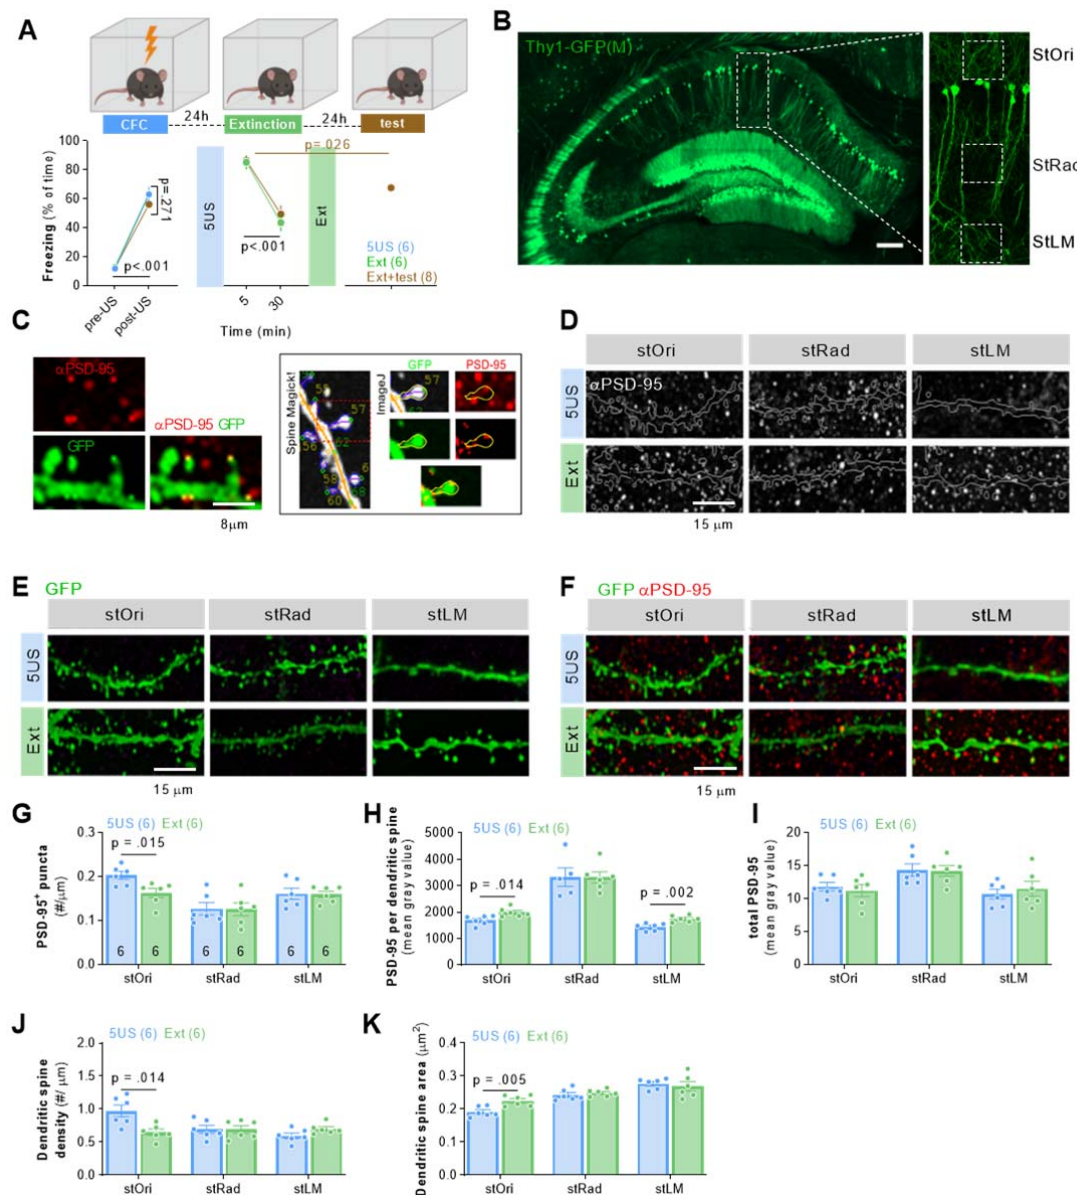 A
24h
24h
CFC
Extinction
test
Freezing (% of time)
100
80
60
40
20
0
p=.271
p<.001
pre-US
post-US
5US
p=.026
p<.001
5
30
Time (min)
Ext
5US (6)
Ext (6)
Ext+test (8)
B
Thy1-GFP(M)
StOri
StRad
StLM
C
αPSD-95
GFP
αPSD-95 GFP
8μm
Spine Magick!
57
56
62
58
60
ImageJ
GFP
PSD-95
57
D
stOri
stRad
stLM
αPSD-95
5US
Ext
15 μm
E
GFP
stOri
stRad
stLM
5US
Ext
15 μm
F
GFP αPSD-95
stOri
stRad
stLM
5US
Ext
15 μm
G
5US (6) Ext (6)
p = .015
PSD-95+ puncta
(#/μm)
0.3
0.2
0.1
0.0
6
6
6
6
6
6
stOri
stRad
stLM
H
5US (6) Ext (6)
PSD-95 per dendritic spine
(mean gray value)
5000
4000
3000
2000
1000
0
p = .014
p = .002
stOri
stRad
stLM
I
5US (6) Ext (6)
total PSD-95
(mean gray value)
20
15
10
5
0
stOri
stRad
stLM
J
5US (6) Ext (6)
Dendritic spine
density (#/ μm)
2.0
1.5
1.0
0.5
0.0
p = .014
stOri
stRad
stLM
K
5US (6) Ext (6)
Dendritic spine area (μm2)
0.4
0.3
0.2
0.1
0.0
p = .005
stOri
stRad
stLM